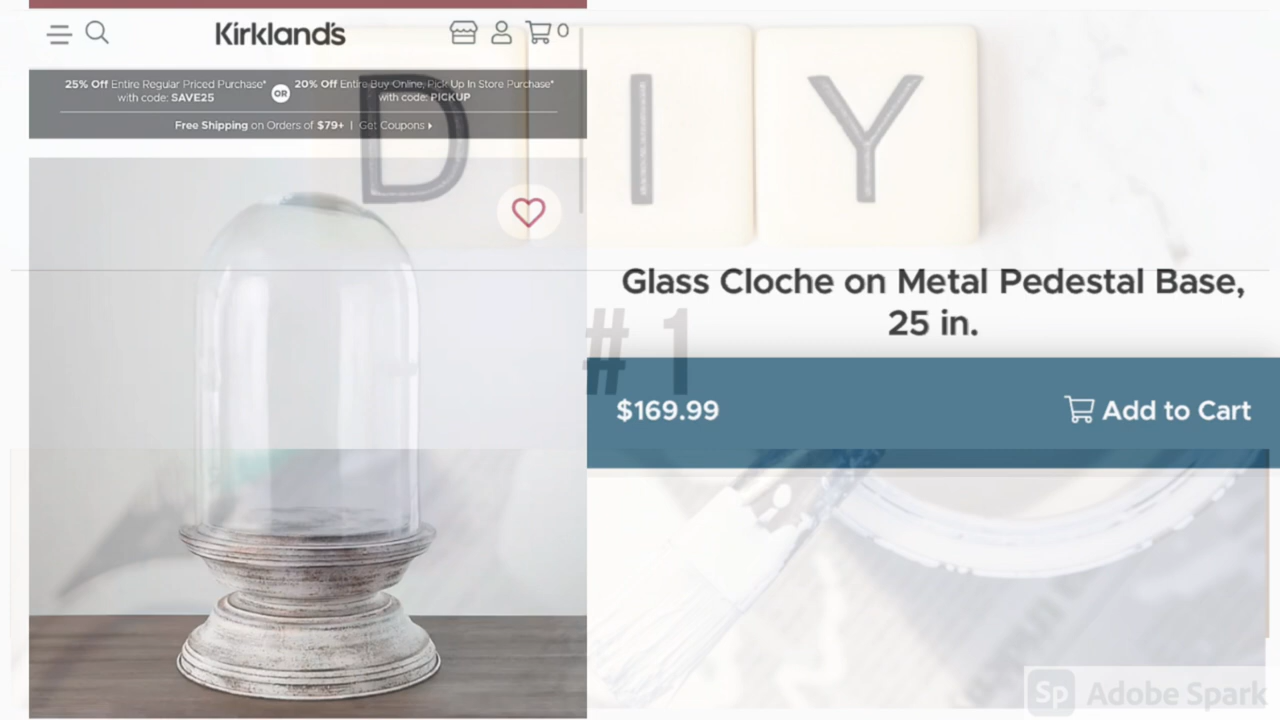 Kirkland's
0
25% Off Entire Regular Priced Purchase*
with code: SAVE25
OR
20% Off Entire Buy Online, Pick Up In Store Purchase*
with code: PICKUP
Free Shipping on Orders of $79+ | Get Coupons
DIY
Glass Cloche on Metal Pedestal Base,
25 in.
# 1
$169.99
Add to Cart
Sp Adobe Spark